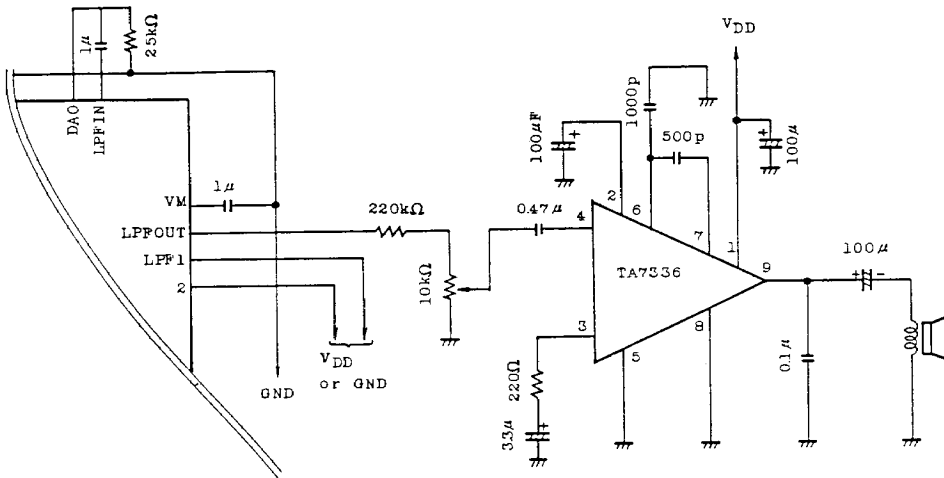 1μ
25kΩ
DAO
LPFIN
VM
1μ
LPFOUT
LPF1
2
220kΩ
10kΩ
V_DD
or GND
GND
0.47μ
100μF
+
1000p
500p
V_DD
+
100μ
4
2
6
7
1
9
TA7336
3
5
8
220Ω
33μ
+
100μ
+
-
0.1μ